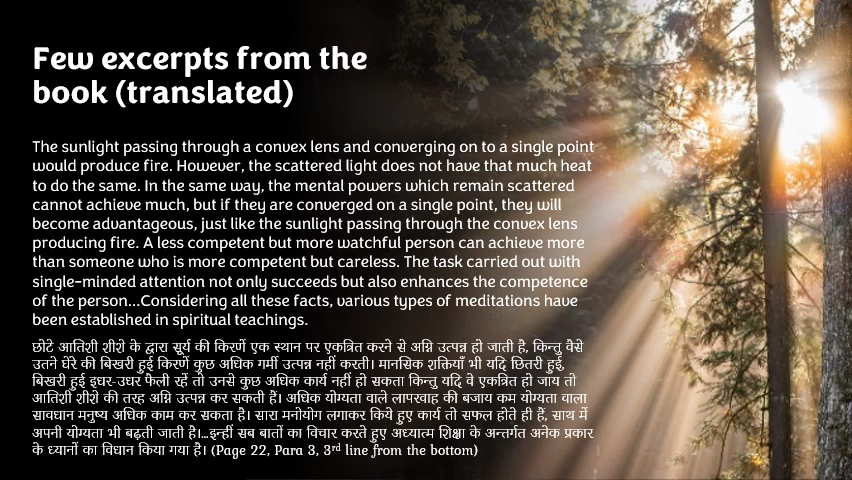 Few excerpts from the
book (translated)
The sunlight passing through a convex lens and converging on to a single point
would produce fire. However, the scattered light does not have that much heat
to do the same. In the same way, the mental powers which remain scattered
cannot achieve much, but if they are converged on a single point, they will
become advantageous, just like the sunlight passing through the convex lens
producing fire. A less competent but more watchful person can achieve more
than someone who is more competent but careless. The task carried out with
single-minded attention not only succeeds but also enhances the competence
of the person...Considering all these facts, various types of meditations have
been established in spiritual teachings.
छोटे आतिशी शीशे के द्वारा सूर्य की किरणें एक स्थान पर एकत्रित करने से अग्नि उत्पन्न हो जाती है, किन्तु वैसे
उतने घेरे की बिखरी हुई किरणें कुछ अधिक गर्मी उत्पन्न नहीं करती। मानसिक शक्तियाँ भी यदि छितरी हुई,
बिखरी हुई इधर-उधर फैली रहें तो उनसे कुछ अधिक कार्य नहीं हो सकता किन्तु यदि वे एकत्रित हो जाय तो
आतिशी शीशे की तरह अग्नि उत्पन्न कर सकती हैं। अधिक योग्यता वाले लापरवाह की बजाय कम योग्यता वाला
सावधान मनुष्य अधिक काम कर सकता है। सारा मनोयोग लगाकर किये हुए कार्य तो सफल होते ही हैं, साथ में
अपनी योग्यता भी बढ़ती जाती है।...इन्हीं सब बातों का विचार करते हुए अध्यात्म शिक्षा के अन्तर्गत अनेक प्रकार
के ध्यानों का विधान किया गया है। (Page 22, Para 3, 3rd line from the bottom)